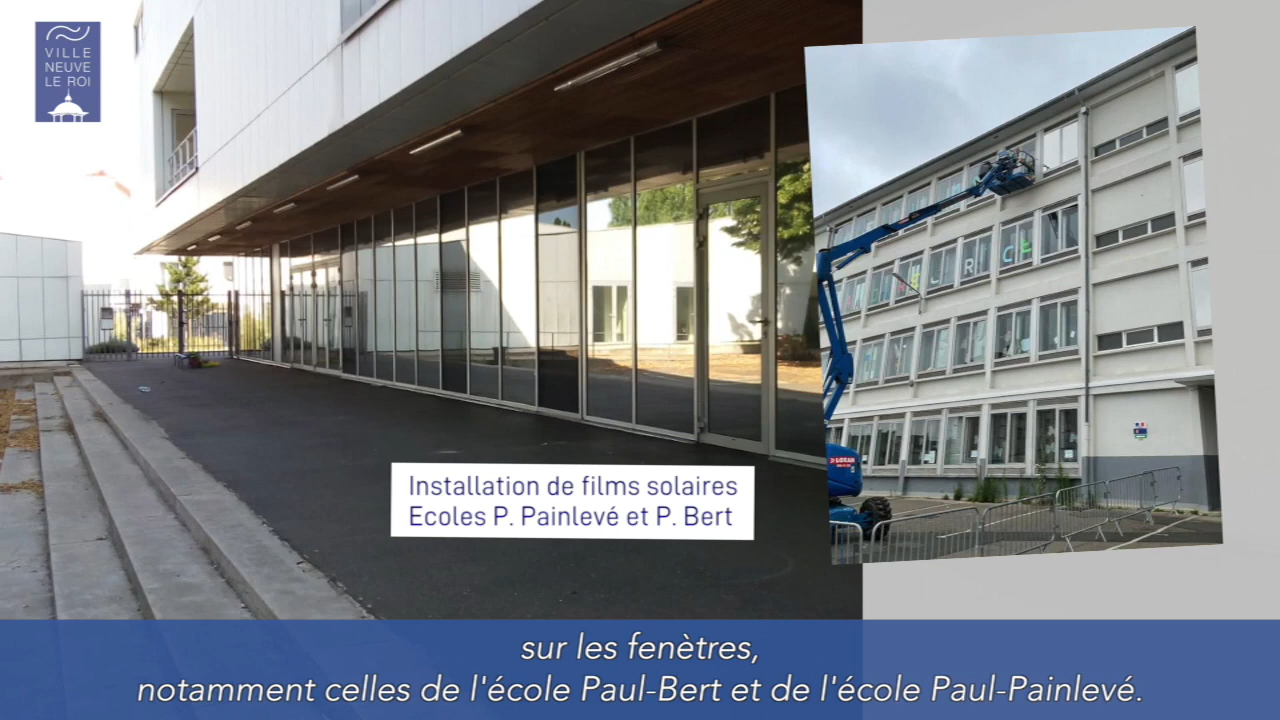 VILLE
NEUVE
LE ROI
Installation de films solaires
Ecoles P. Painlevé et P. Bert
sur les fenètres,
notamment celles de l'école Paul-Bert et de l'école Paul-Painlevé.